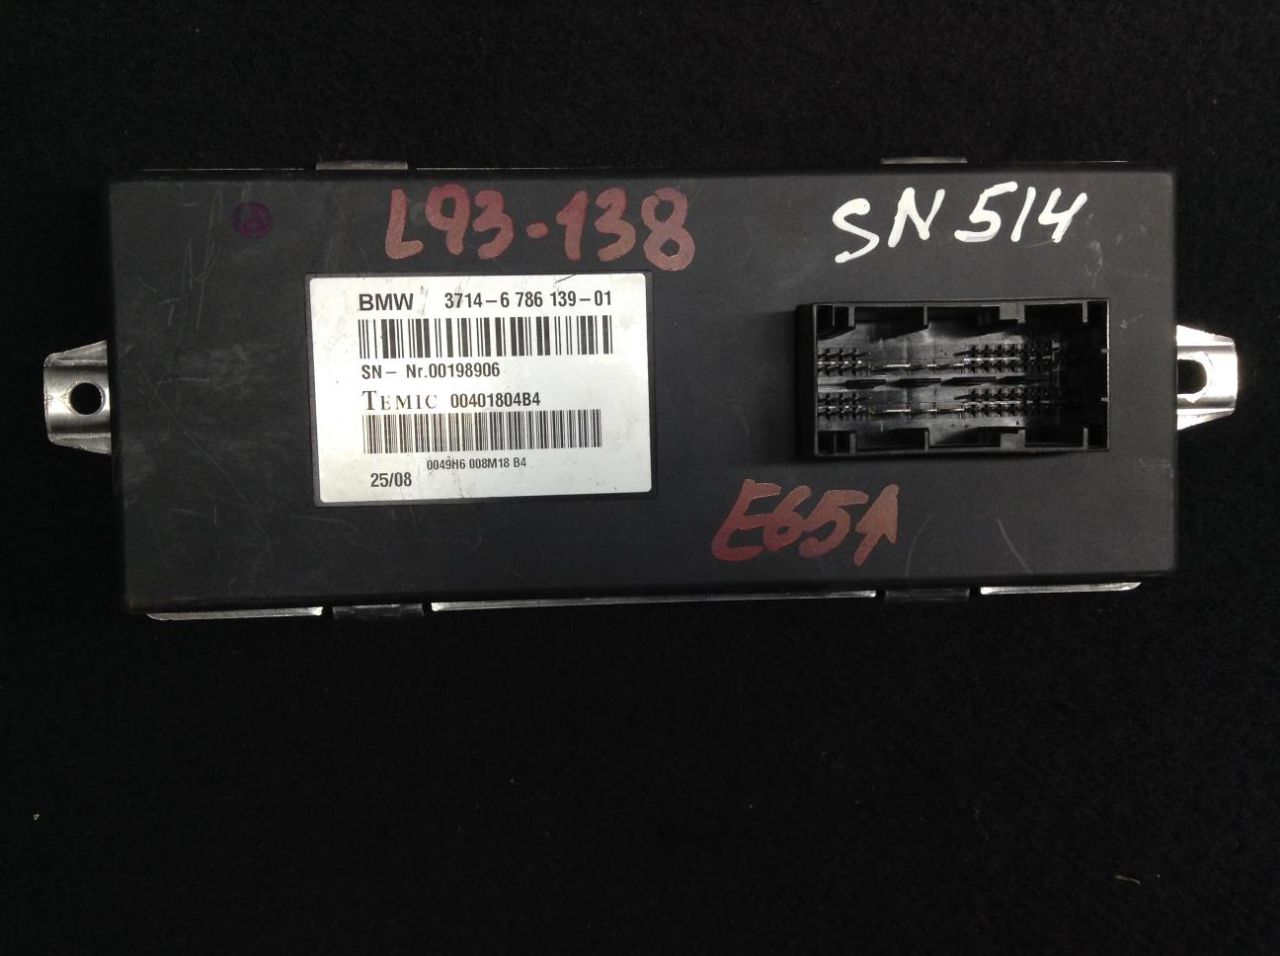 L93-138
SN 514
BMW 3714-6 786 139-01
SN- Nr.00198906
TEMIC 00401804B4
0049H6 008M18 B4
25/08
E65↑